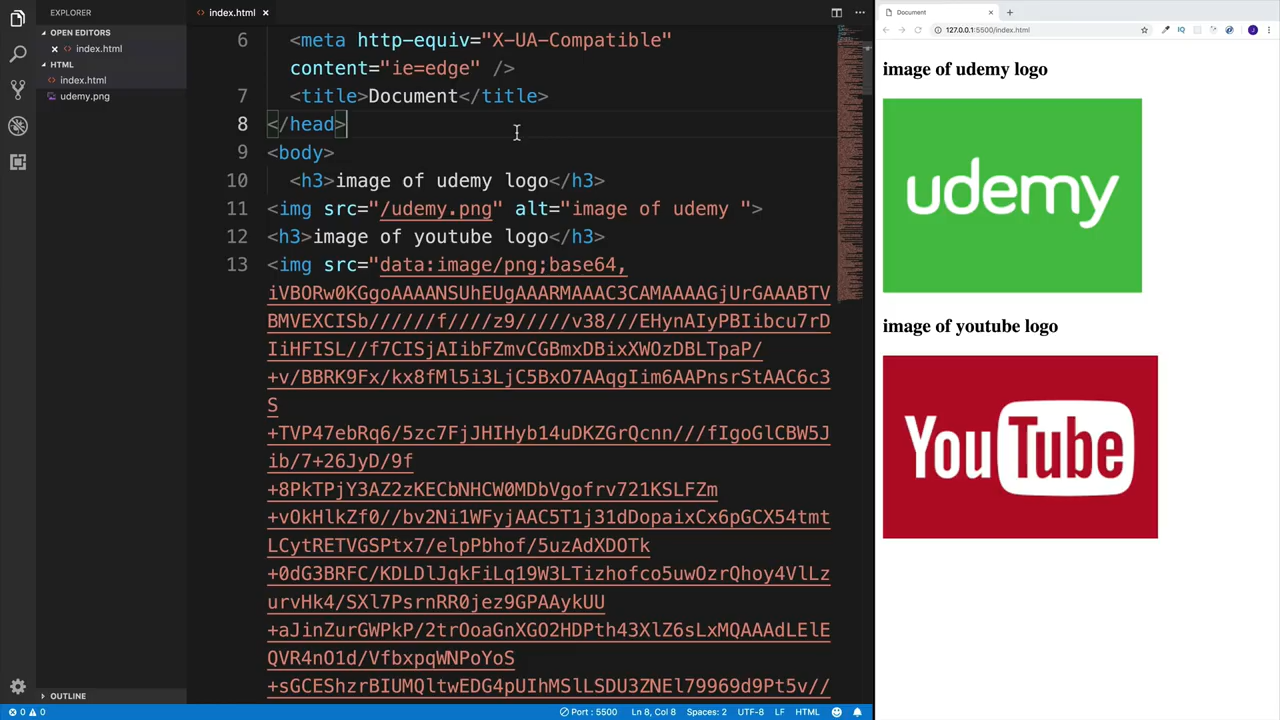 EXPLORER
OPEN EDITORS
index.html
HTML
index.html
udemy.png
OUTLINE
index.html
6 <meta http-equiv="X-UA-Compatible"
content="ie=edge" />
7 <title>Document</title>
8 </head>
9 <body>
10 <h3>image of udemy logo</h3>
11 <img src="/udemy.png" alt="image of udemy ">
12 <h3>image of youtube logo</h3>
13 <img src="data:image/png;base64,
iVBORw0KGgoAAAANSUhEUgAAARMAAAC3CAMAAAAGjUrGAAABTV
BMVEXCISb//////f////z9/////v38///EHynAIyPBIibcu7rD
IiHFISL//f7CISjAIibFZmvCGBmxDBixXWOzDBLTpaP/
+v/BBRK9Fx/kx8fMl5i3LjC5BxO7AAqgIim6AAPnsrStAAC6c3
S
+TVP47ebRq6/5zc7FjJHIHyb14uDKZGrQcnn///fIgoGlCBW5J
ib/7+26JyD/9f
+8PkTPjY3AZ2zKECbNHCW0MDbVgofrv721KSLFZm
+vOkHlkZf0//bv2Ni1WFyjAAC5T1j31dDopaixCx6pGCX54tmt
LCytRETVGSPtx7/elpPbhof/5uzAdXDOTk
+0dG3BRFC/KDLDlJqkFiLq19W3LTizhofco5uwOzrQhoy4VlLz
urvHk4/SXl7PsrnRR0jez9GPAAykUU
+aJinZurGWPkP/2trOoaGnXGO2HDPth43XlZ6sLxMQAAAdLElE
QVR4nO1d/VfbxpqWNPoYoS
+sGCEShzrBIUMQltwEDG4pUIhMSlLSDU3ZNEl79969d9Pt5v//
0 0
Port : 5500
Ln 8, Col 8
Spaces: 2
UTF-8
LF
HTML
Document
127.0.0.1:5500/index.html
IQ
J
image of udemy logo
udemy
image of youtube logo
YouTube